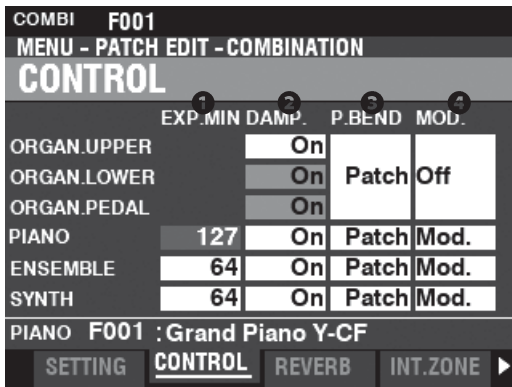 COMBI F001
MENU - PATCH EDIT - COMBINATION
CONTROL
1 2 3 4
EXP.MIN DAMP. P.BEND MOD.
ORGAN.UPPER On
ORGAN.LOWER On Patch Off
ORGAN.PEDAL On
PIANO 127 On Patch Mod.
ENSEMBLE 64 On Patch Mod.
SYNTH 64 On Patch Mod.
PIANO F001 :Grand Piano Y-CF
SETTING CONTROL REVERB INT.ZONE